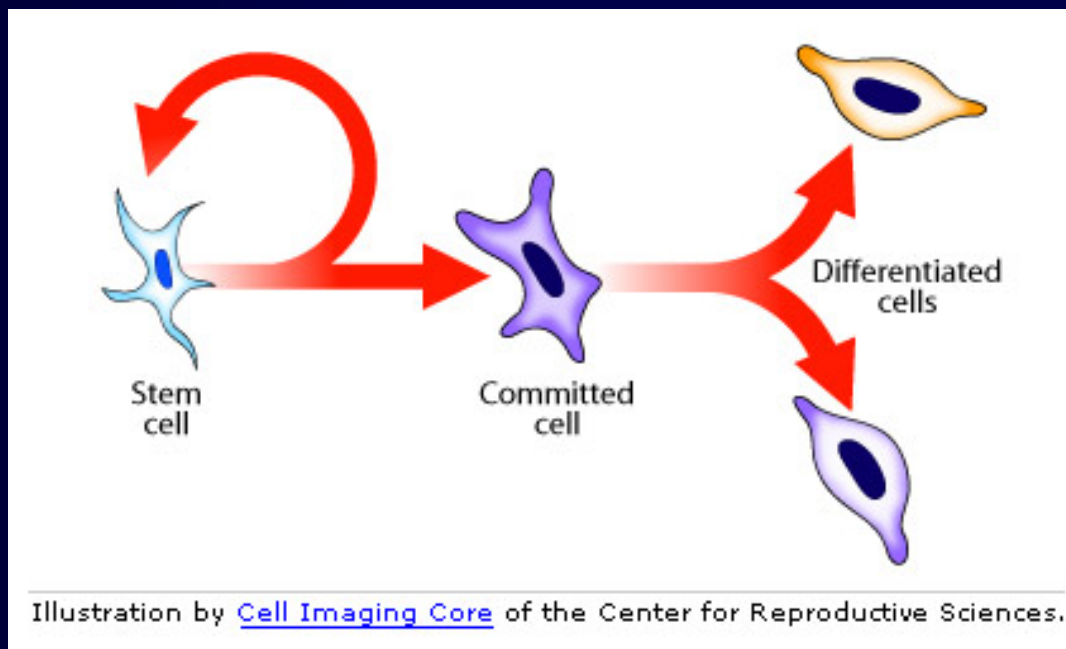 Differentiated
cells
Stem
cell
Committed
cell
Illustration by Cell Imaging Core of the Center for Reproductive Sciences.